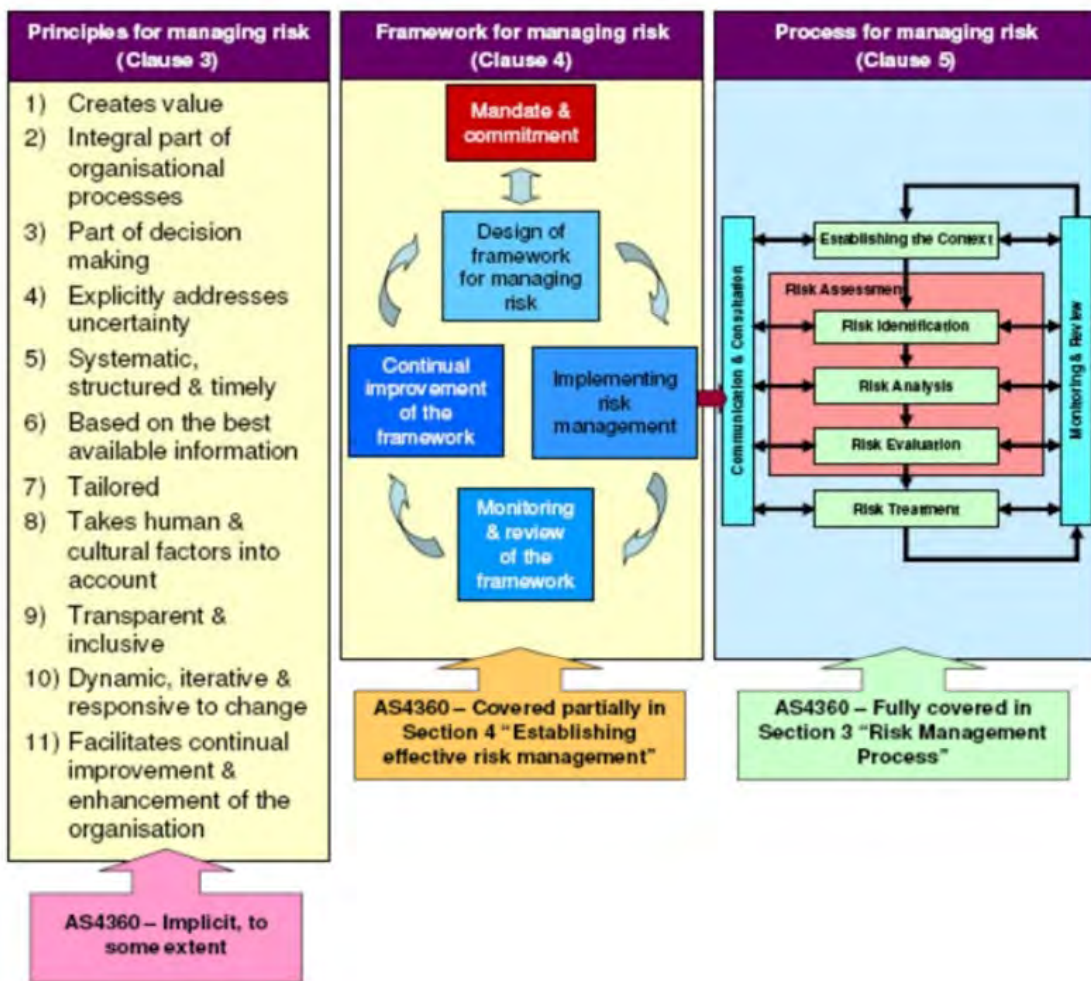 Principles for managing risk
(Clause 3)
1) Creates value
2) Integral part of
organisational
processes
3) Part of decision
making
4) Explicitly addresses
uncertainty
5) Systematic,
structured & timely
6) Based on the best
available information
7) Tailored
8) Takes human &
cultural factors into
account
9) Transparent &
inclusive
10) Dynamic, iterative &
responsive to change
11) Facilitates continual
improvement &
enhancement of the
organisation
AS4360 – Implicit, to
some extent
Framework for managing risk
(Clause 4)
Mandate &
commitment
Design of
framework
for managing
risk
Continual
improvement
of the
framework
Implementing
risk
management
Monitoring
& review
of the
framework
AS4360 – Covered partially in
Section 4 “Establishing
effective risk management”
Process for managing risk
(Clause 5)
Communication & Consultation
Establishing the Context
Risk Assessment
Risk Identification
Risk Analysis
Risk Evaluation
Risk Treatment
Monitoring & Review
AS4360 – Fully covered in
Section 3 “Risk Management
Process”